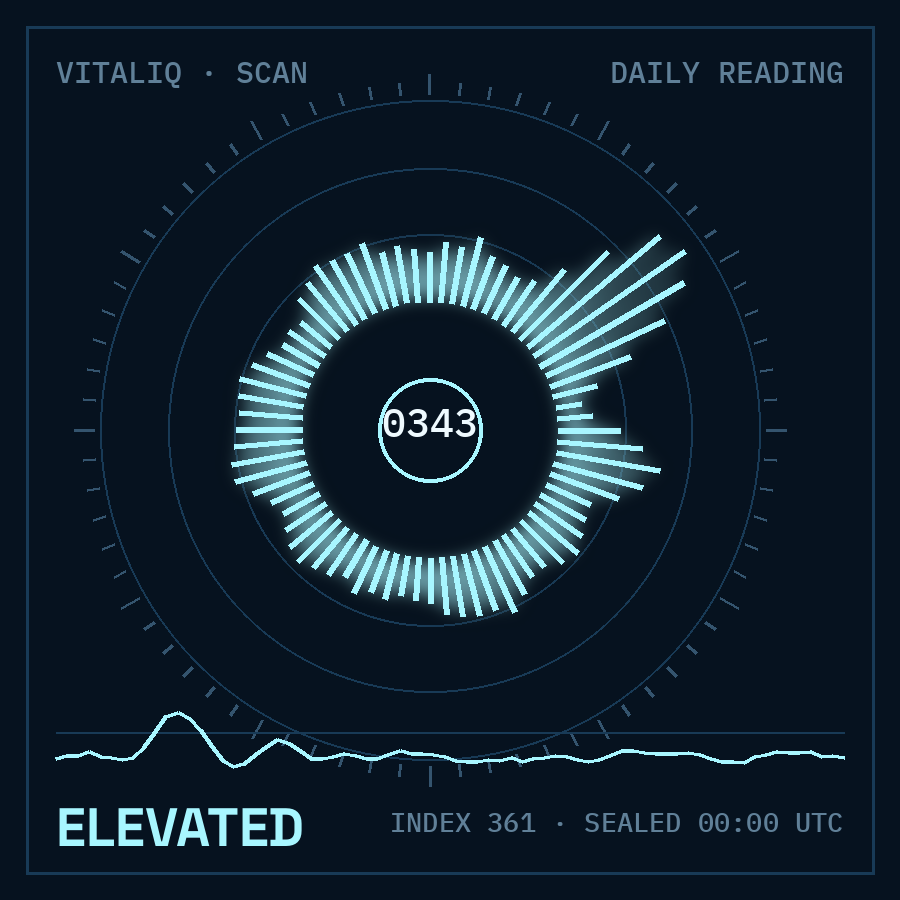 VITALIQ · SCAN
DAILY READING
0343
ELEVATED
INDEX 361 · SEALED 00:00 UTC